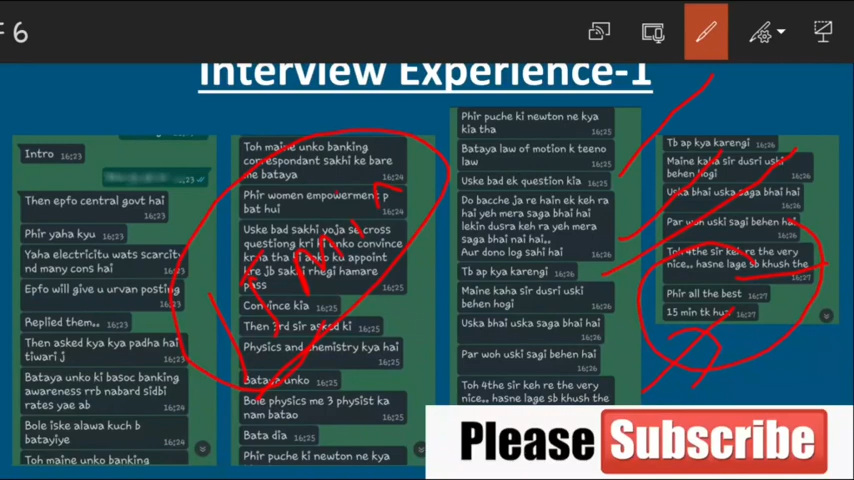 F 6
Interview Experience-1
Intro
16:23
16:23
Then epfo central govt hai
16:23
Phir yaha kyu
16:23
Yaha electricitu wats scarcity
nd many cons hai
16:23
Epfo will give u urvan posting
16:23
Replied them..
16:23
Then asked kya kya padha hai
tiwari j
16:23
Bataya unko ki basoc banking
awareness rrb nabard sidbi
rates yae ab
16:24
Bole iske alawa kuch b
batayiye
16:24
Toh maine unko banking
Toh maine unko banking
correspondant sakhi ke bare
me bataya
16:24
Phir women empowerment p
bat hui
16:24
Uske bad sakhi yoja se cross
questioning kri ki unko convince
krna tha ki apko ku appoint
kre jb sakhi rhegi hamare
pass
16:25
Convince kia
16:25
Then 3rd sir asked ki
16:25
Physics and chemistry kya hai
16:25
Bataya unko
16:25
Bole physics me 3 physist ka
nam batao
16:25
Bata dia
16:25
Phir puche ki newton ne kya
Phir puche ki newton ne kya
kia tha
16:25
Bataya law of motion k teeno
law
16:25
Uske bad ek question kia
16:25
Do bacche ja re hain ek keh ra
hai yeh mera saga bhai hai
lekin dusra keh ra yeh mera
saga bhai nai hai..
Aur dono log sahi hai
16:26
Tb ap kya karengi
16:26
Maine kaha sir dusri uski
behen hogi
16:26
Uska bhai uka saga bhai hai
16:26
Par woh uski sagi behen hai
16:26
Toh 4the sir keh re the very
nice.. hasne lage sb khush the
Tb ap kya karengi
16:26
Maine kaha sir dusri uski
behen hogi
16:26
Uska bhai uska saga bhai hai
16:26
Par woh uski sagi behen hai
16:26
Toh 4the sir keh re the very
nice.. hasne lage sb khush the
16:27
Phir all the best
16:27
15 min tk hua
16:27
Please Subscribe